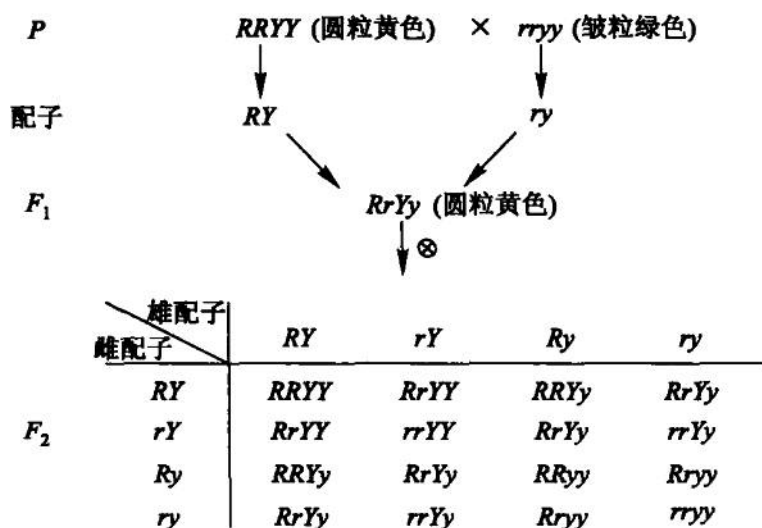 P RRYY (圆粒黄色) × rryy (皱粒绿色)
配子 RY ry
F₁ RrYy (圆粒黄色)
⊗
雄配子
雌配子 RY rY Ry ry
RY RRYY RrYY RRYy RrYy
F₂ rY RrYY rrYY RrYy rrYy
Ry RRYy RrYy RRyy Rryy
ry RrYy rrYy Rryy rryy